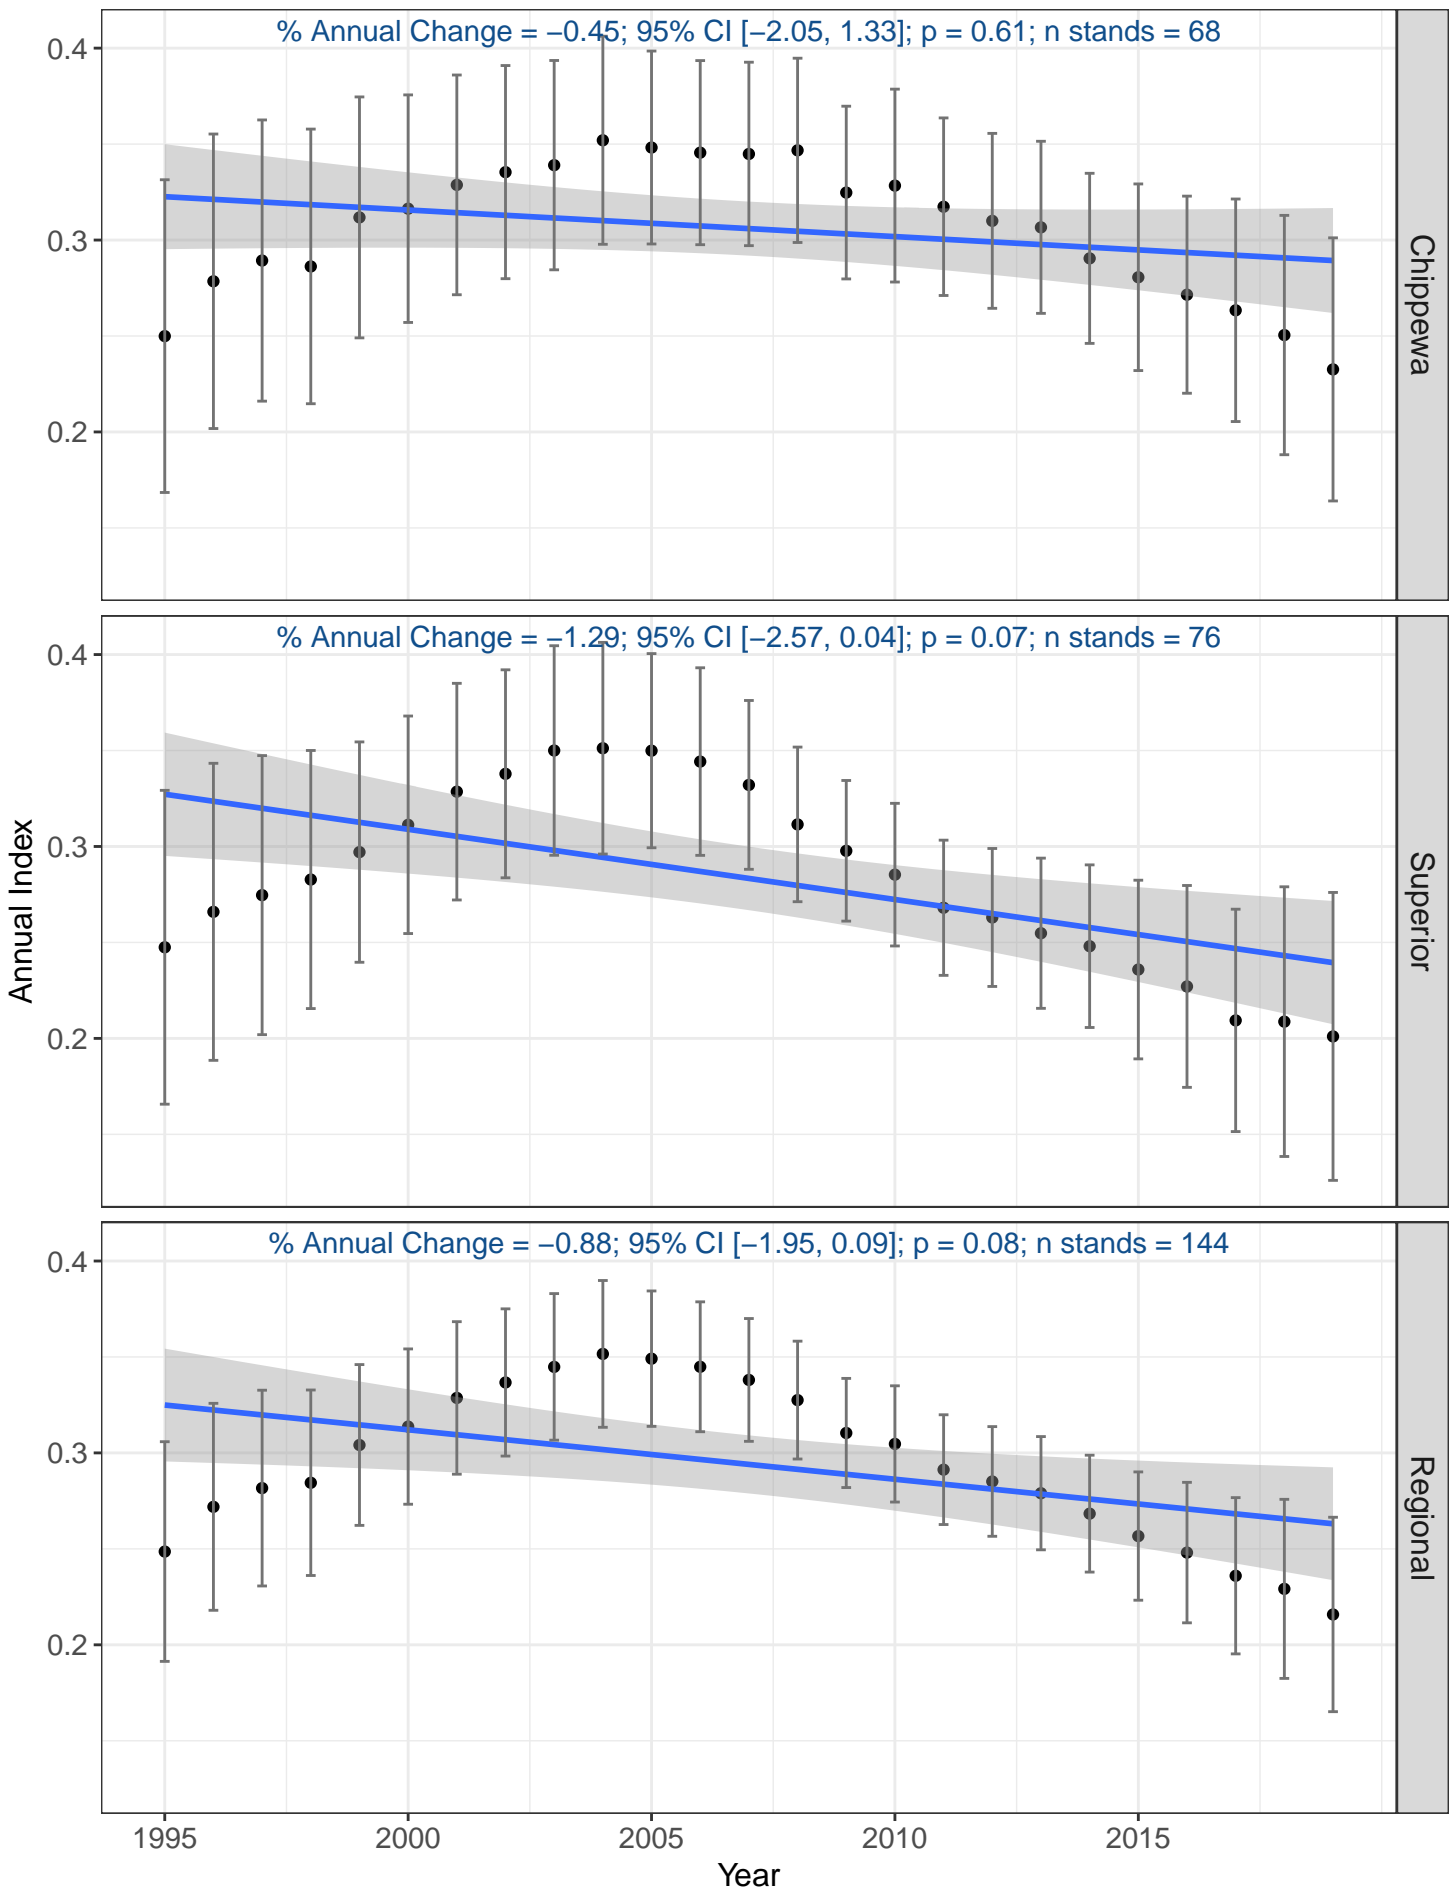 % Annual Change = −0.45; 95% CI [−2.05, 1.33]; p = 0.61; n stands = 68
0.4
0.3
0.2
Chippewa
% Annual Change = −1.29; 95% CI [−2.57, 0.04]; p = 0.07; n stands = 76
0.4
0.3
0.2
Superior
Annual Index
% Annual Change = −0.88; 95% CI [−1.95, 0.09]; p = 0.08; n stands = 144
0.4
0.3
0.2
Regional
1995 2000 2005 2010 2015
Year